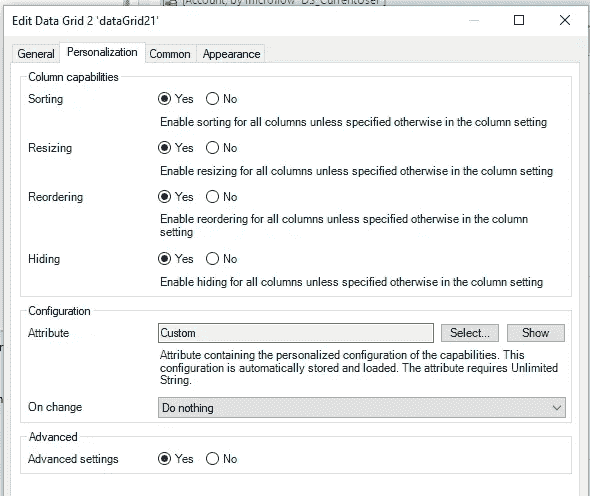 [Account, by microflow 'DS_CurrentUser']
Edit Data Grid 2 'dataGrid21'
General Personalization Common Appearance
Column capabilities
Sorting Yes No
Enable sorting for all columns unless specified otherwise in the column setting
Resizing Yes No
Enable resizing for all columns unless specified otherwise in the column setting
Reordering Yes No
Enable reordering for all columns unless specified otherwise in the column
setting
Hiding Yes No
Enable hiding for all columns unless specified otherwise in the column setting
Configuration
Attribute Custom Select... Show
Attribute containing the personalized configuration of the capabilities. This
configuration is automatically stored and loaded. The attribute requires Unlimited
String.
On change Do nothing
Advanced
Advanced settings Yes No